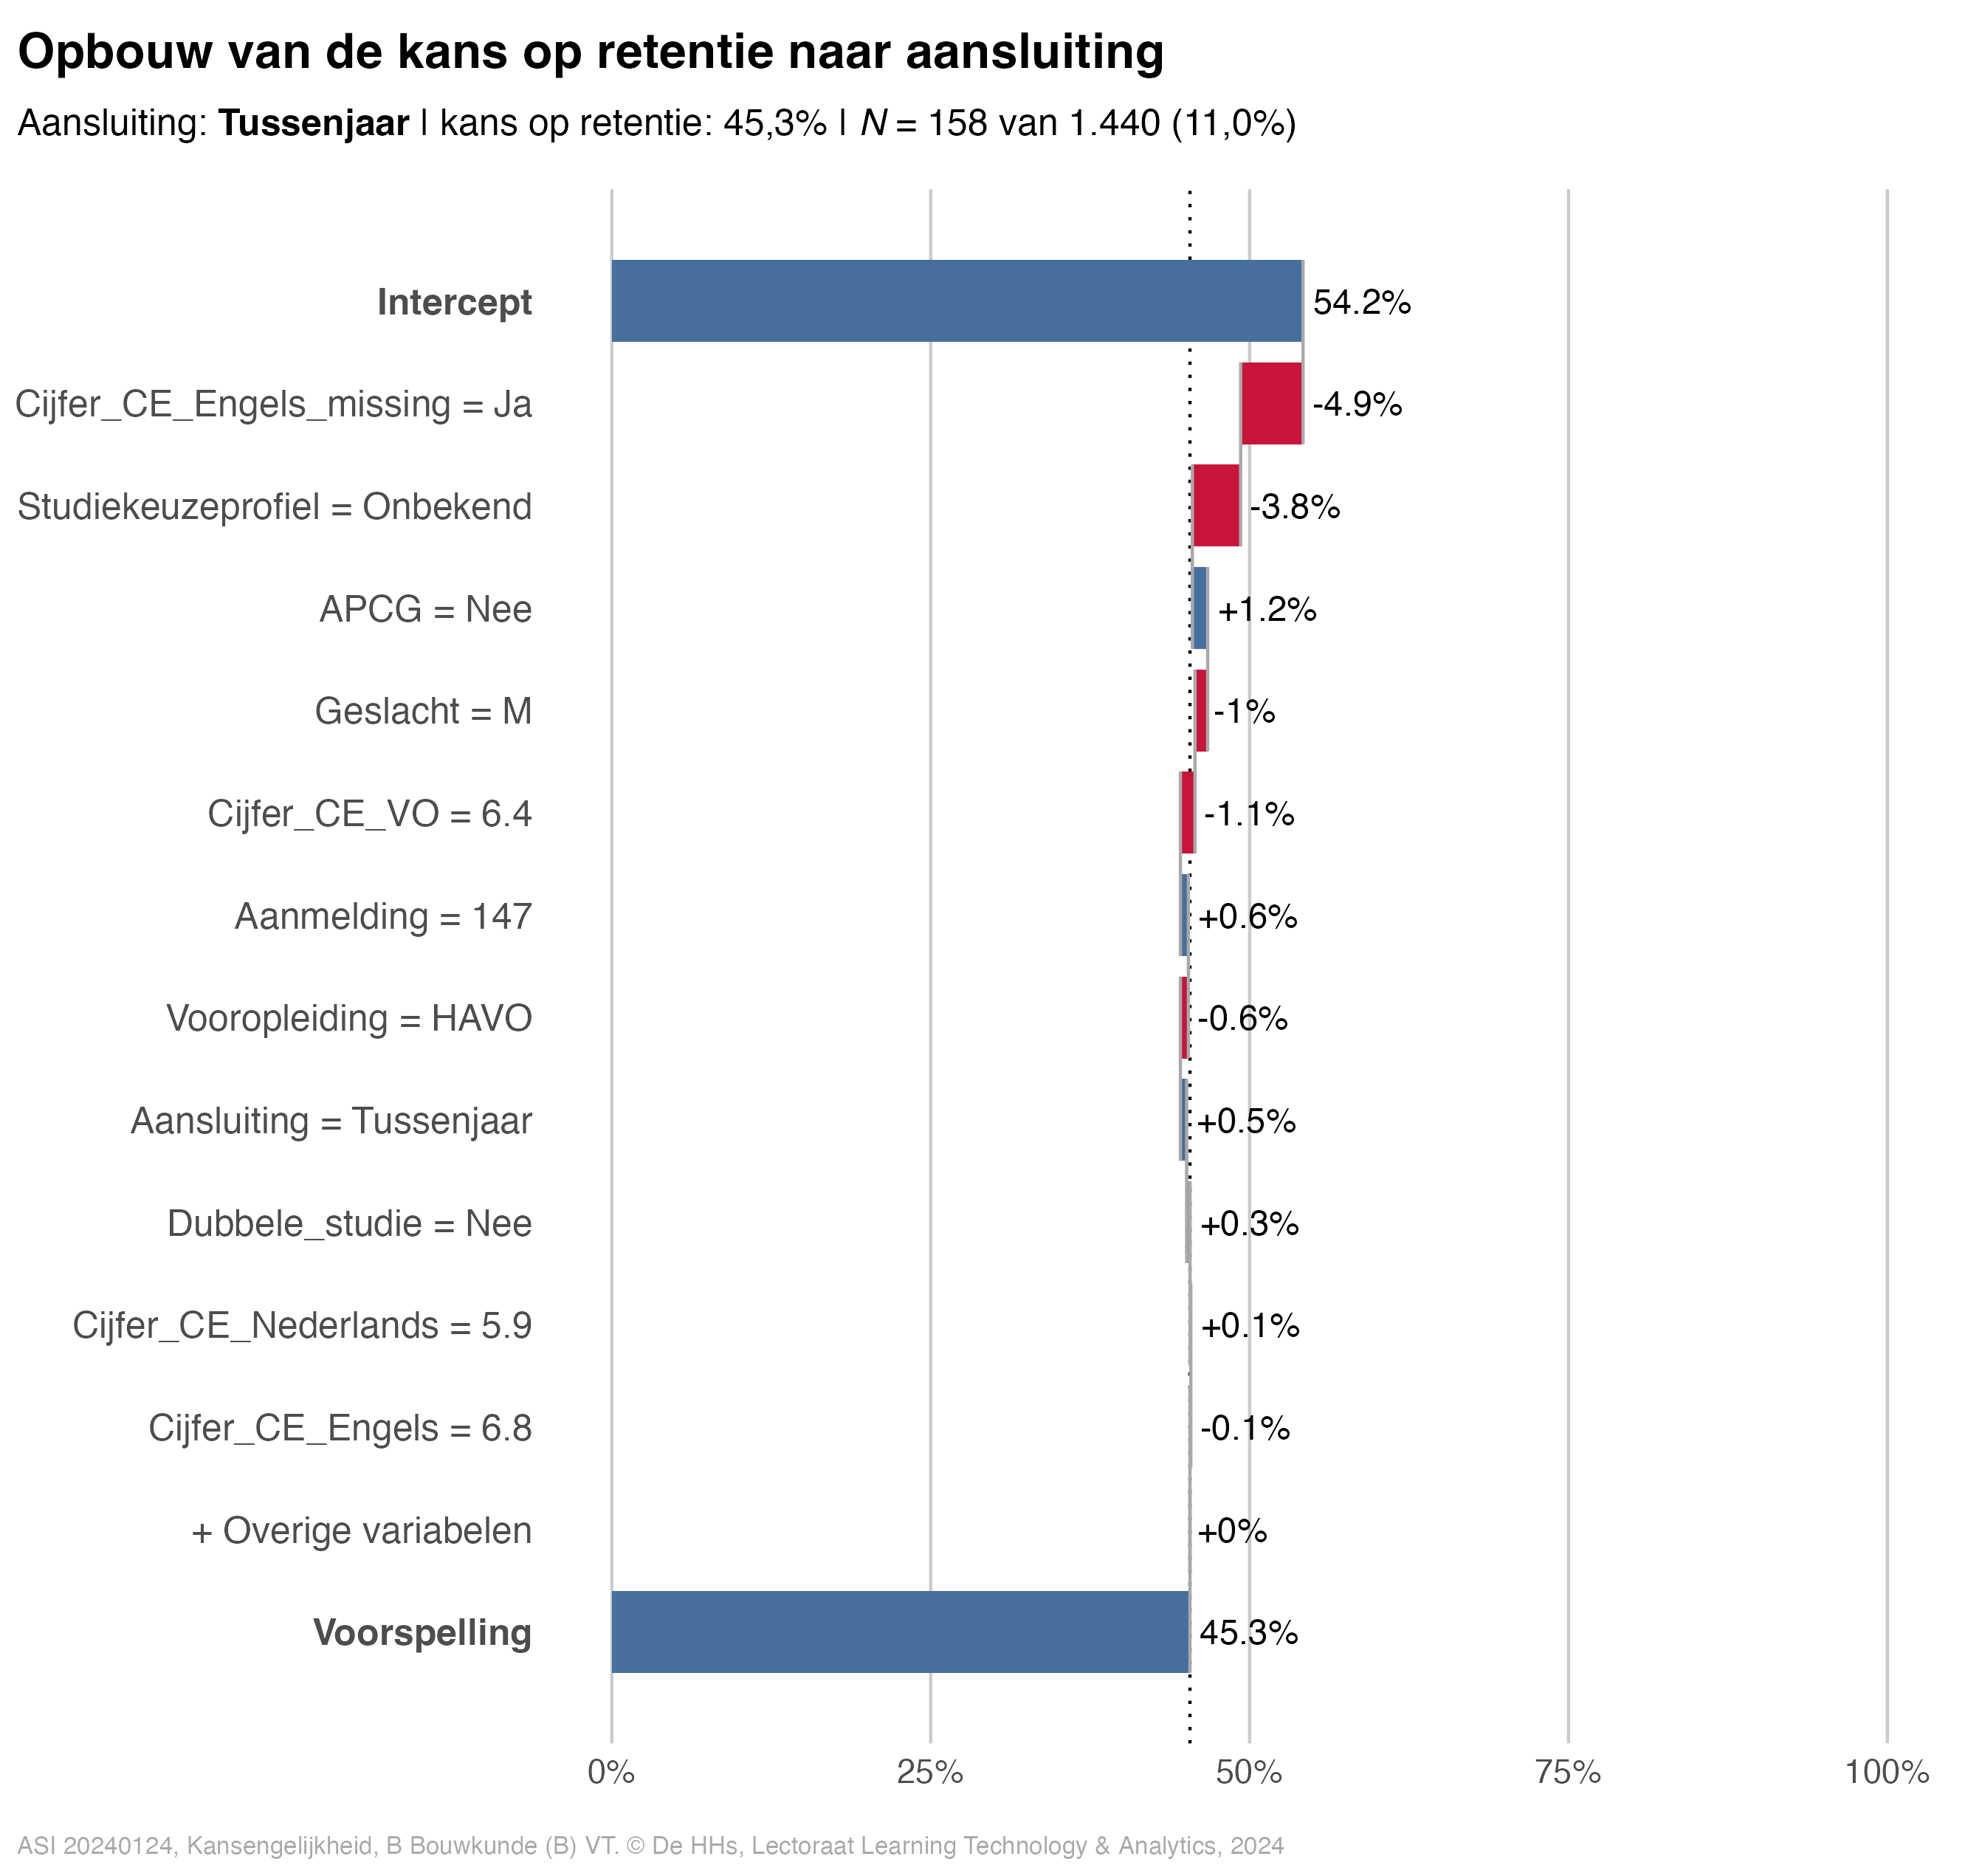 Opbouw van de kans op retentie naar aansluiting
Aansluiting: Tussenjaar | kans op retentie: 45,3% | N = 158 van 1.440 (11,0%)
Intercept 54.2%
Cijfer_CE_Engels_missing = Ja -4.9%
Studiekeuzeprofiel = Onbekend -3.8%
APCG = Nee +1.2%
Geslacht = M -1%
Cijfer_CE_VO = 6.4 -1.1%
Aanmelding = 147 +0.6%
Vooropleiding = HAVO -0.6%
Aansluiting = Tussenjaar +0.5%
Dubbele_studie = Nee +0.3%
Cijfer_CE_Nederlands = 5.9 +0.1%
Cijfer_CE_Engels = 6.8 -0.1%
+ Overige variabelen +0%
Voorspelling 45.3%
0% 25% 50% 75% 100%
ASI 20240124, Kansengelijkheid, B Bouwkunde (B) VT. © De HHs, Lectoraat Learning Technology & Analytics, 2024